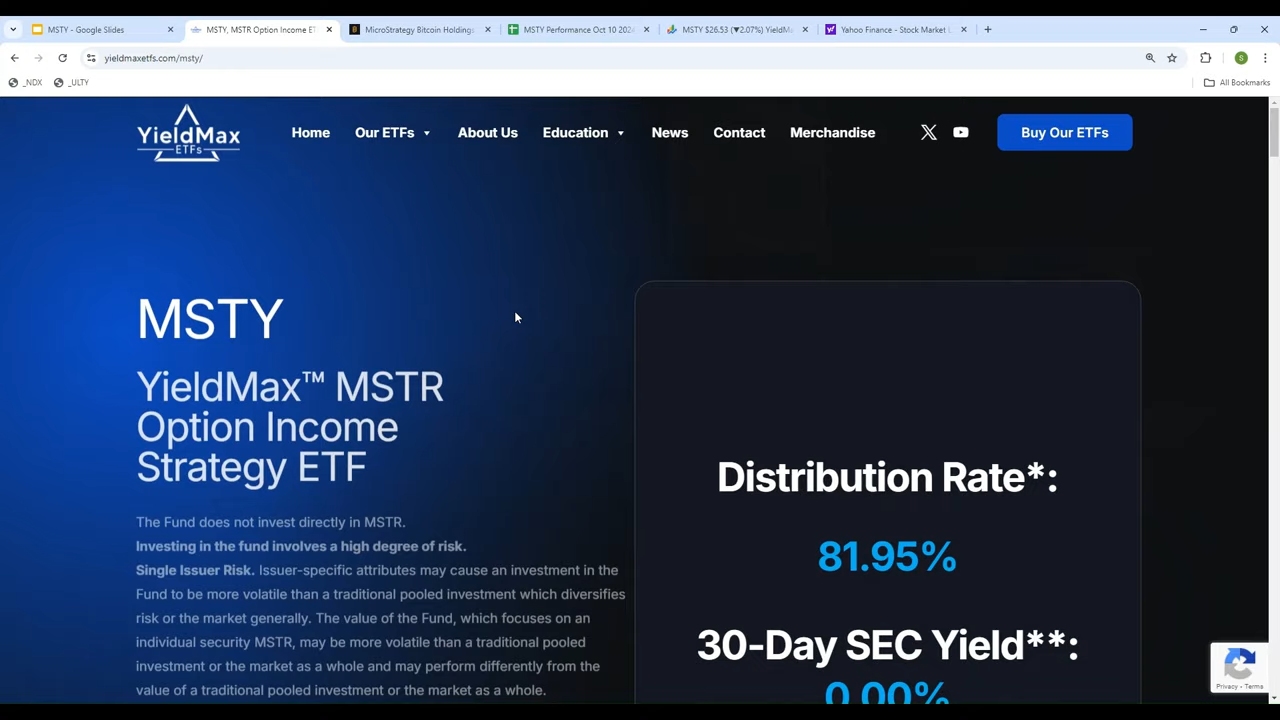 MSTY - Google Slides
MSTY, MSTR Option Income ET
MicroStrategy Bitcoin Holdings
MSTY Performance Oct 10 2024
MSTY $26.53 (▼2.07%) YieldMa
Yahoo Finance - Stock Market L
yieldmaxetfs.com/msty/
S
_NDX
_ULTY
All Bookmarks
YieldMax
ETFs
Home
Our ETFs
About Us
Education
News
Contact
Merchandise
Buy Our ETFs
MSTY
YieldMax™ MSTR
Option Income
Strategy ETF
The Fund does not invest directly in MSTR.
Investing in the fund involves a high degree of risk.
Single Issuer Risk. Issuer-specific attributes may cause an investment in the
Fund to be more volatile than a traditional pooled investment which diversifies
risk or the market generally. The value of the Fund, which focuses on an
individual security MSTR, may be more volatile than a traditional pooled
investment or the market as a whole and may perform differently from the
value of a traditional pooled investment or the market as a whole.
Distribution Rate*:
81.95%
30-Day SEC Yield**:
0.00%
Privacy - Terms